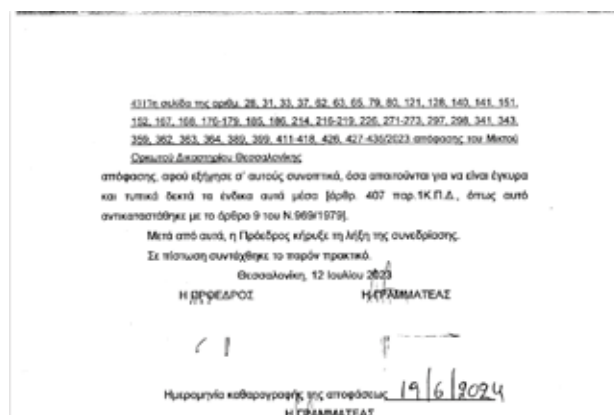 4317η σελίδα της αριθμ. 28, 31, 33, 37, 62, 63, 65, 79, 80, 121, 128, 140, 141, 151,
152, 167, 168, 176-179, 185, 186, 214, 216-219, 226, 271-273, 297, 298, 341, 343,
359, 362, 363, 364, 389, 399, 411-418, 426, 427-435/2023 απόφασης του Μικτού
Ορκωτού Δικαστηρίου Θεσσαλονίκης
απόφασης, αφού εξήγησε σ' αυτούς συνοπτικά, όσα απαιτούνται για να είναι έγκυρα
και τυπικά δεκτά τα ένδικα αυτά μέσα [άρθρ. 407 παρ.1Κ.Π.Δ., όπως αυτό
αντικαταστάθηκε με το άρθρο 9 του Ν.969/1979].
Μετά από αυτά, η Πρόεδρος κήρυξε τη λήξη της συνεδρίασης.
Σε πίστωση συντάχθηκε το παρόν πρακτικό.
Θεσσαλονίκη, 12 Ιουλίου 2023
Η ΠΡΟΕΔΡΟΣ Η ΓΡΑΜΜΑΤΕΑΣ
Ημερομηνία καθαρογραφής της αποφάσεως 19/6/2024
Η ΓΡΑΜΜΑΤΕΑΣ